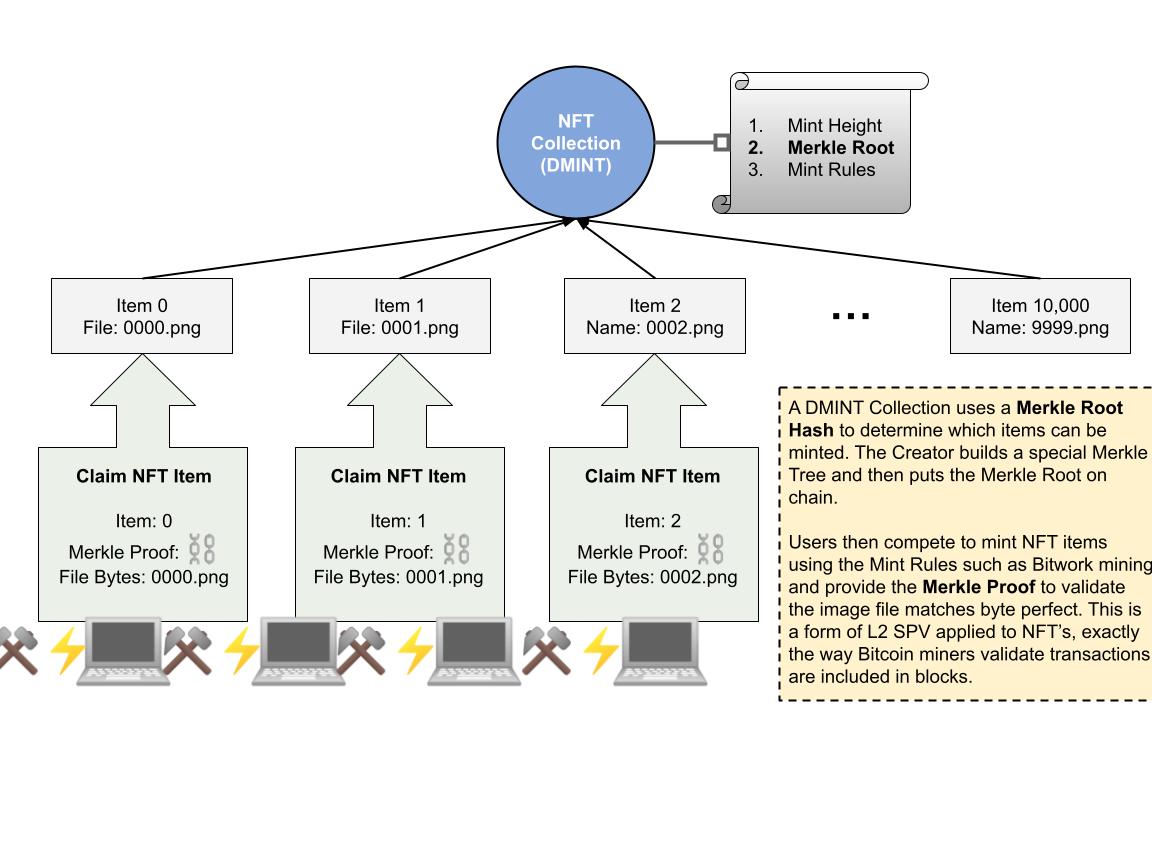 NFT
Collection
(DMINT)
1. Mint Height
2. Merkle Root
3. Mint Rules
Item 0
File: 0000.png
Item 1
File: 0001.png
Item 2
Name: 0002.png
...
Item 10,000
Name: 9999.png
Claim NFT Item
Item: 0
Merkle Proof:
File Bytes: 0000.png
Claim NFT Item
Item: 1
Merkle Proof:
File Bytes: 0001.png
Claim NFT Item
Item: 2
Merkle Proof:
File Bytes: 0002.png
A DMINT Collection uses a Merkle Root
Hash to determine which items can be
minted. The Creator builds a special Merkle
Tree and then puts the Merkle Root on
chain.
Users then compete to mint NFT items
using the Mint Rules such as Bitwork mining
and provide the Merkle Proof to validate
the image file matches byte perfect. This is
a form of L2 SPV applied to NFT's, exactly
the way Bitcoin miners validate transactions
are included in blocks.